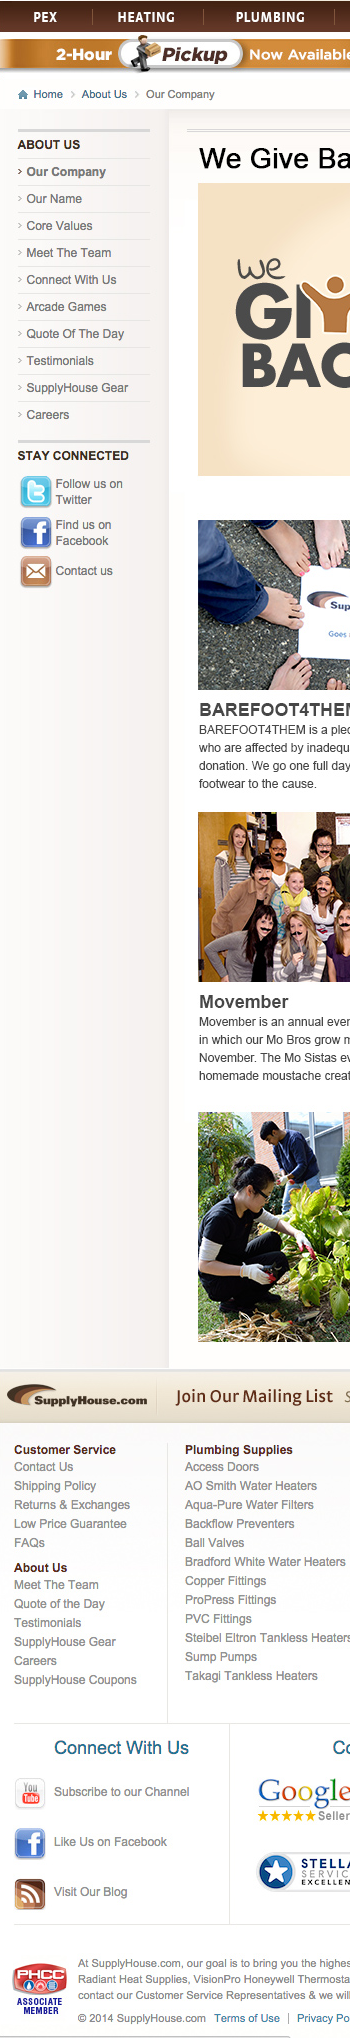 PEX HEATING PLUMBING
2-Hour Pickup Now Available
Home > About Us > Our Company
ABOUT US
Our Company
Our Name
Core Values
Meet The Team
Connect With Us
Arcade Games
Quote Of The Day
Testimonials
SupplyHouse Gear
Careers
STAY CONNECTED
Follow us on
Twitter
Find us on
Facebook
Contact us
We Give Ba
we
GIV
BAC
Sup
Goes
BAREFOOT4THEM
BAREFOOT4THEM is a pled
who are affected by inadequ
donation. We go one full day
footwear to the cause.
Movember
Movember is an annual even
in which our Mo Bros grow m
November. The Mo Sistas ev
homemade moustache creat
SupplyHouse.com
Join Our Mailing List S
Customer Service
Contact Us
Shipping Policy
Returns & Exchanges
Low Price Guarantee
FAQs
About Us
Meet The Team
Quote of the Day
Testimonials
SupplyHouse Gear
Careers
SupplyHouse Coupons
Plumbing Supplies
Access Doors
AO Smith Water Heaters
Aqua-Pure Water Filters
Backflow Preventers
Ball Valves
Bradford White Water Heaters
Copper Fittings
ProPress Fittings
PVC Fittings
Steibel Eltron Tankless Heaters
Sump Pumps
Takagi Tankless Heaters
Connect With Us
You
Tube
Subscribe to our Channel
Like Us on Facebook
Visit Our Blog
Co
Google
Seller
STELLA
SERVIC
EXCELLEN
PHCC
ASSOCIATE
MEMBER
At SupplyHouse.com, our goal is to bring you the highes
Radiant Heat Supplies, VisionPro Honeywell Thermosta
contact our Customer Service Representatives & we will
© 2014 SupplyHouse.com Terms of Use | Privacy Po